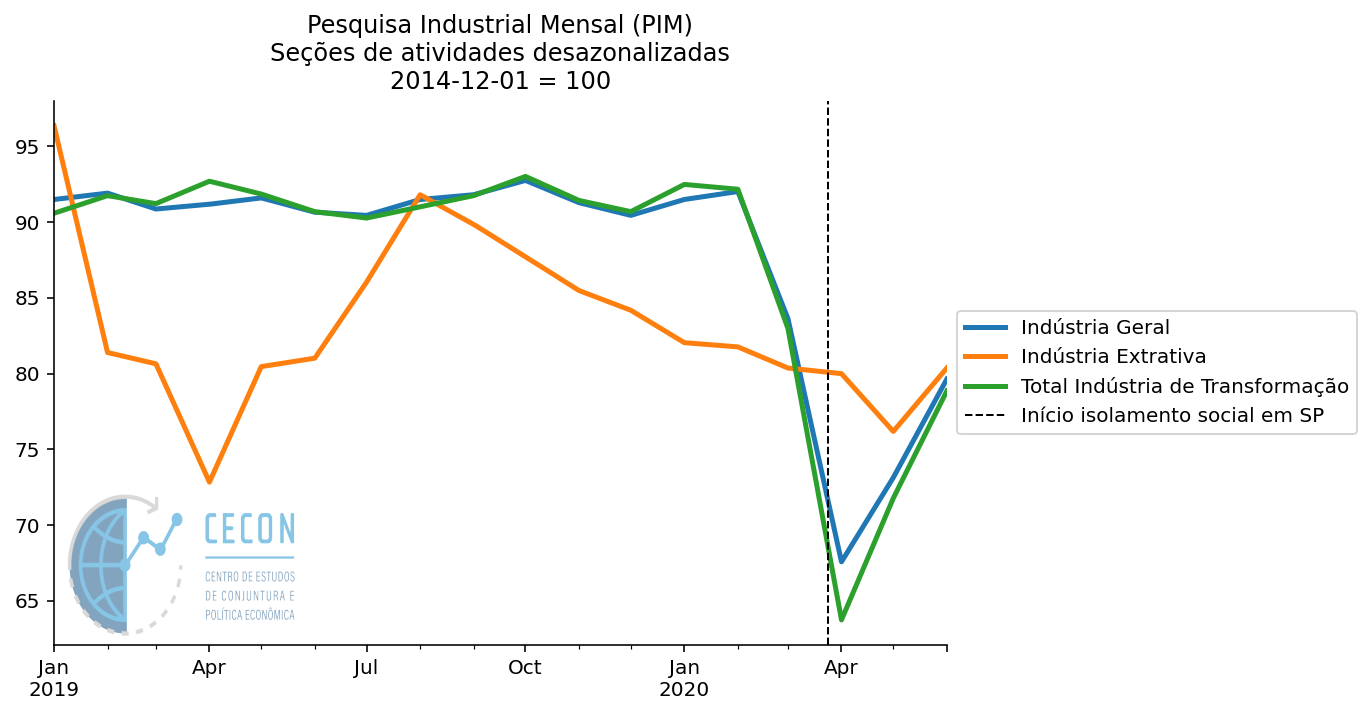 Pesquisa Industrial Mensal (PIM)
Seções de atividades desazonalizadas
2014-12-01 = 100
95
90
85
80
75
70
65
Jan
2019
Apr
Jul
Oct
Jan
2020
Apr
Indústria Geral
Indústria Extrativa
Total Indústria de Transformação
Início isolamento social em SP
CECON
CENTRO DE ESTUDOS
DE CONJUNTURA E
POLÍTICA ECONÔMICA